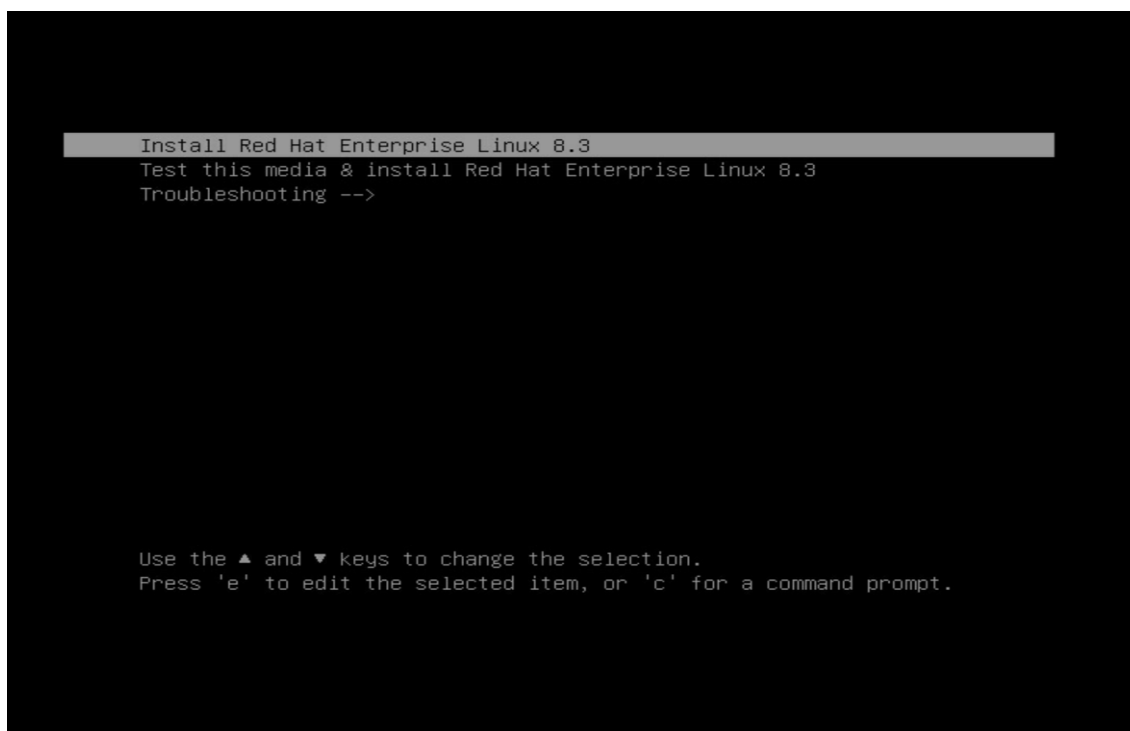 Install Red Hat Enterprise Linux 8.3
Test this media & install Red Hat Enterprise Linux 8.3
Troubleshooting -->
Use the ▲ and ▼ keys to change the selection.
Press 'e' to edit the selected item, or 'c' for a command prompt.